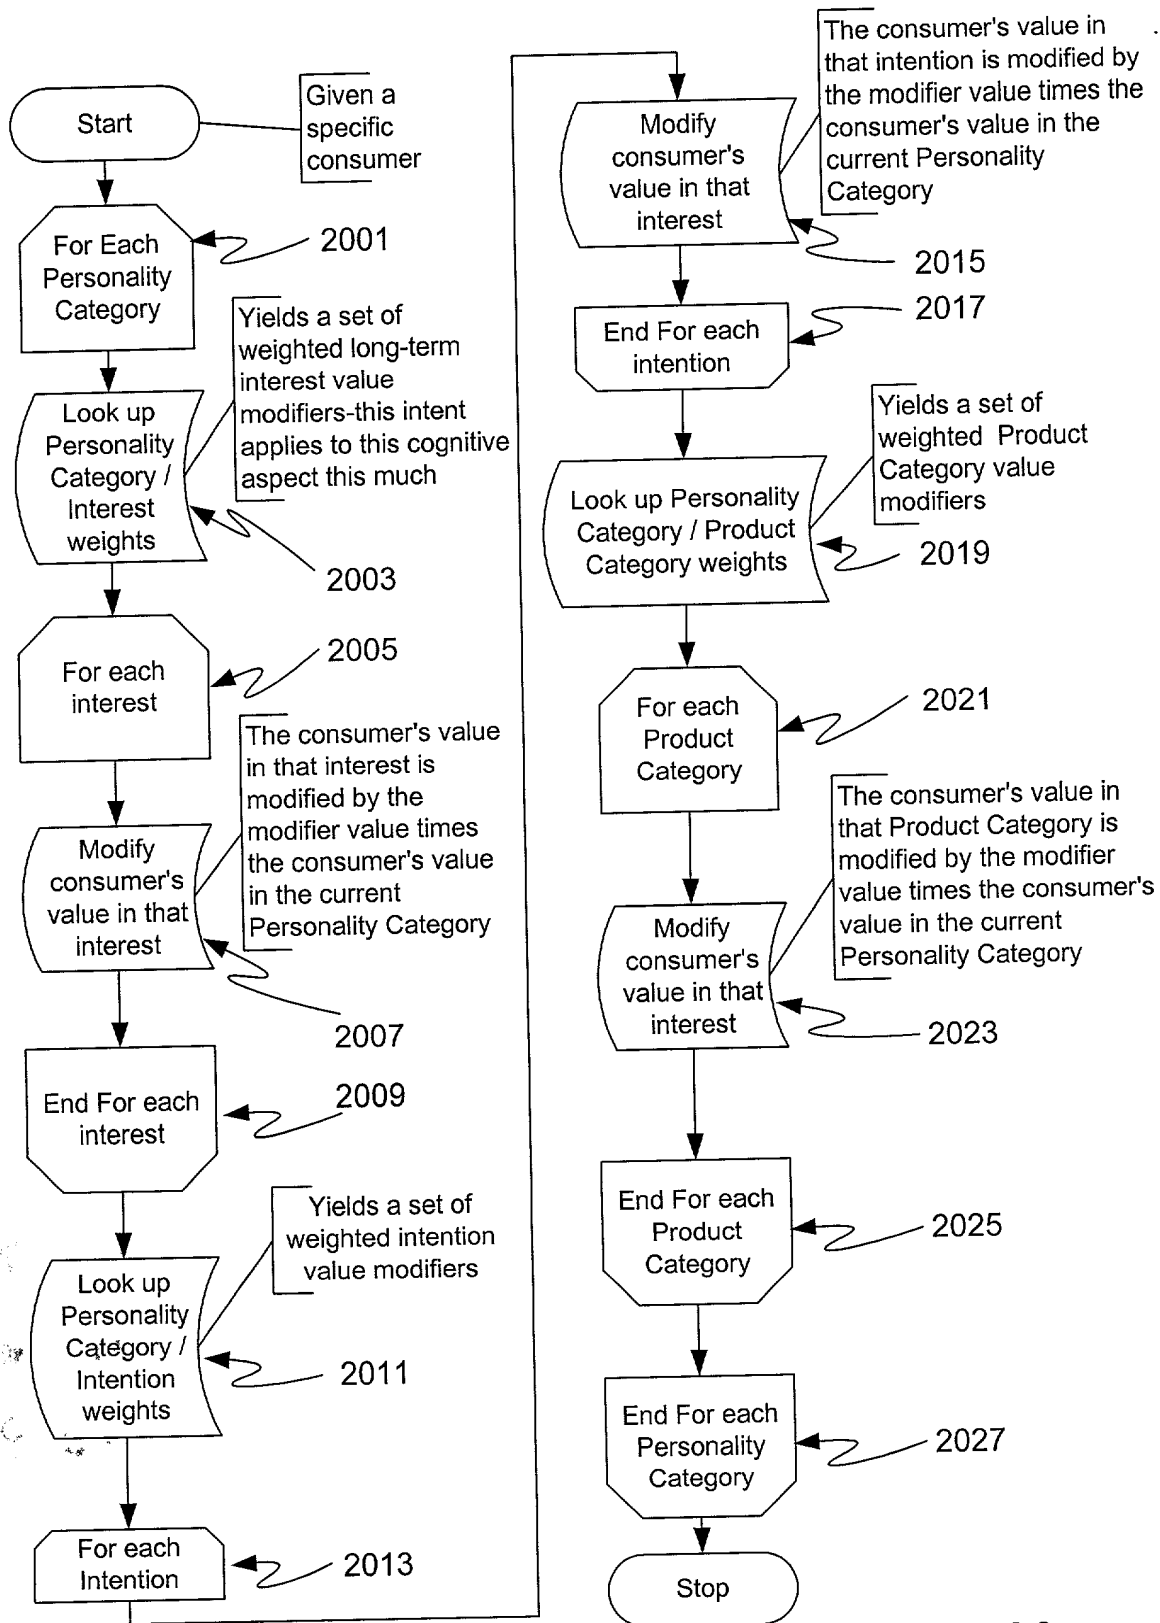 Start
Given a
specific
consumer
For Each
Personality
Category
2001
Yields a set of
weighted long-term
interest value
modifiers-this intent
applies to this cognitive
aspect this much
Look up
Personality
Category /
Interest
weights
2003
For each
interest
2005
The consumer's value
in that interest is
modified by the
modifier value times
the consumer's value
in the current
Personality Category
Modify
consumer's
value in that
interest
2007
End For each
interest
2009
Yields a set of
weighted intention
value modifiers
Look up
Personality
Category /
Intention
weights
2011
For each
Intention
2013
The consumer's value in
that intention is modified by
the modifier value times the
consumer's value in the
current Personality
Category
Modify
consumer's
value in that
interest
2015
End For each
intention
2017
Yields a set of
weighted Product
Category value
modifiers
Look up Personality
Category / Product
Category weights
2019
For each
Product
Category
2021
The consumer's value in
that Product Category is
modified by the modifier
value times the consumer's
value in the current
Personality Category
Modify
consumer's
value in that
interest
2023
End For each
Product
Category
2025
End For each
Personality
Category
2027
Stop